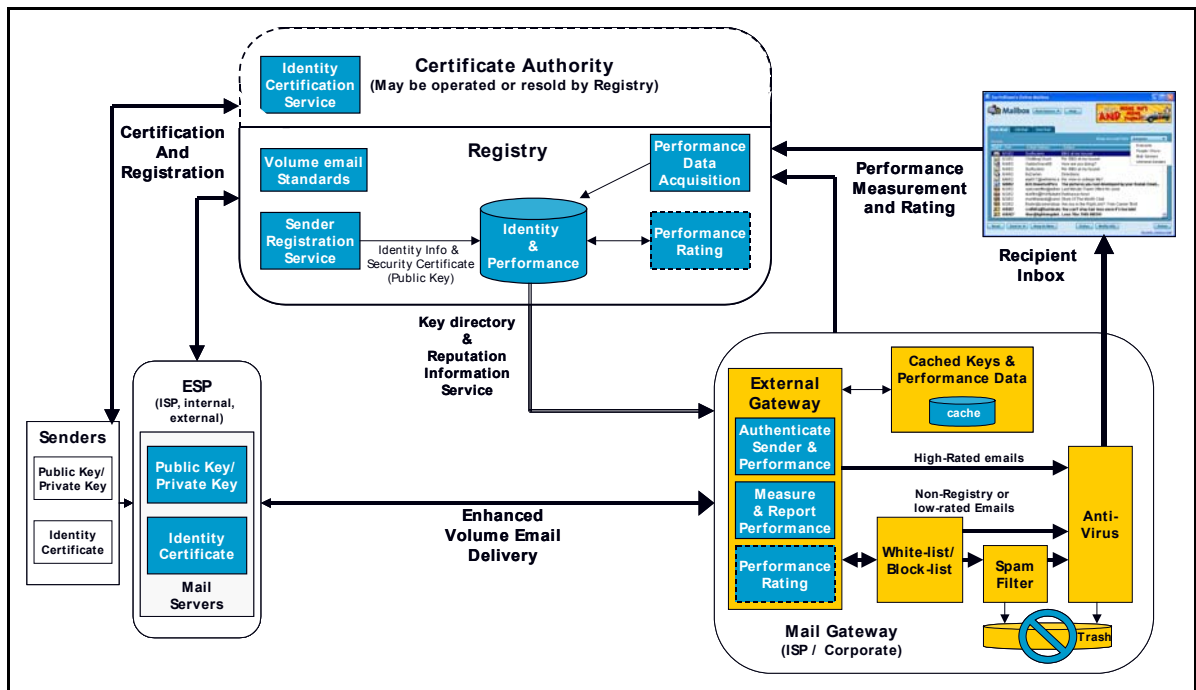 Certificate Authority
(May be operated or resold by Registry)
Identity
Certification
Service
Certification
And
Registration
Registry
Volume email
Standards
Performance
Data
Acquisition
Sender
Registration
Service
Identity Info &
Security Certificate
(Public Key)
Identity
&
Performance
Performance
Rating
Performance
Measurement
and Rating
Mailbox
Recipient
Inbox
Key directory
&
Reputation
Information
Service
ESP
(ISP, internal,
external)
Senders
Public Key/
Private Key
Identity
Certificate
Public Key/
Private Key
Identity
Certificate
Mail
Servers
Enhanced
Volume Email
Delivery
External
Gateway
Authenticate
Sender &
Performance
Measure
& Report
Performance
Performance
Rating
Cached Keys &
Performance Data
cache
High-Rated emails
Non-Registry or
low-rated Emails
White-list/
Block-list
Spam
Filter
Anti-
Virus
Trash
Mail Gateway
(ISP / Corporate)